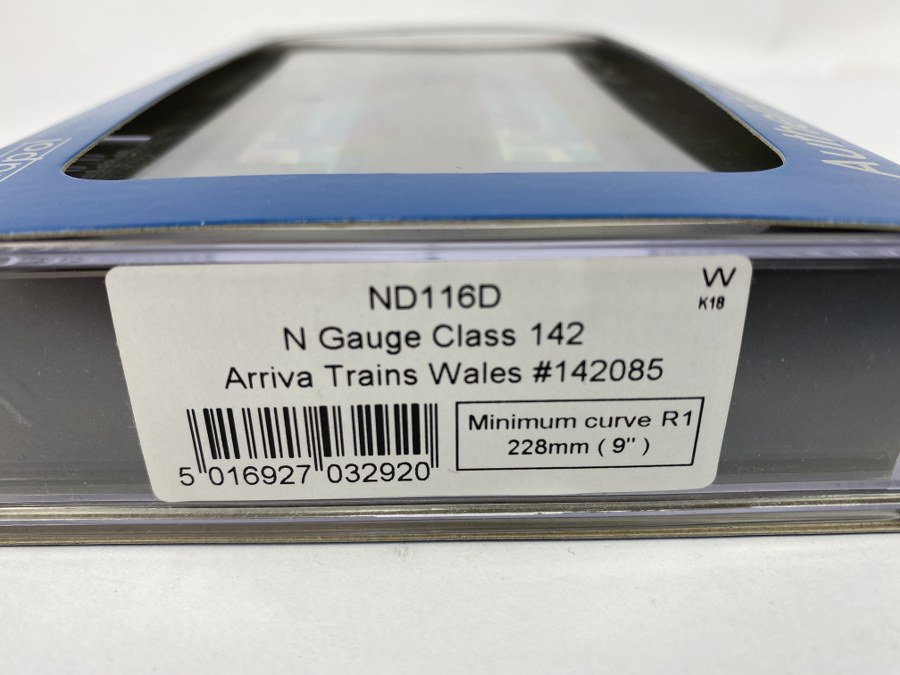 ND116D
W
K18
N Gauge Class 142
Arriva Trains Wales #142085
Minimum curve R1
228mm ( 9" )
5 016927 032920